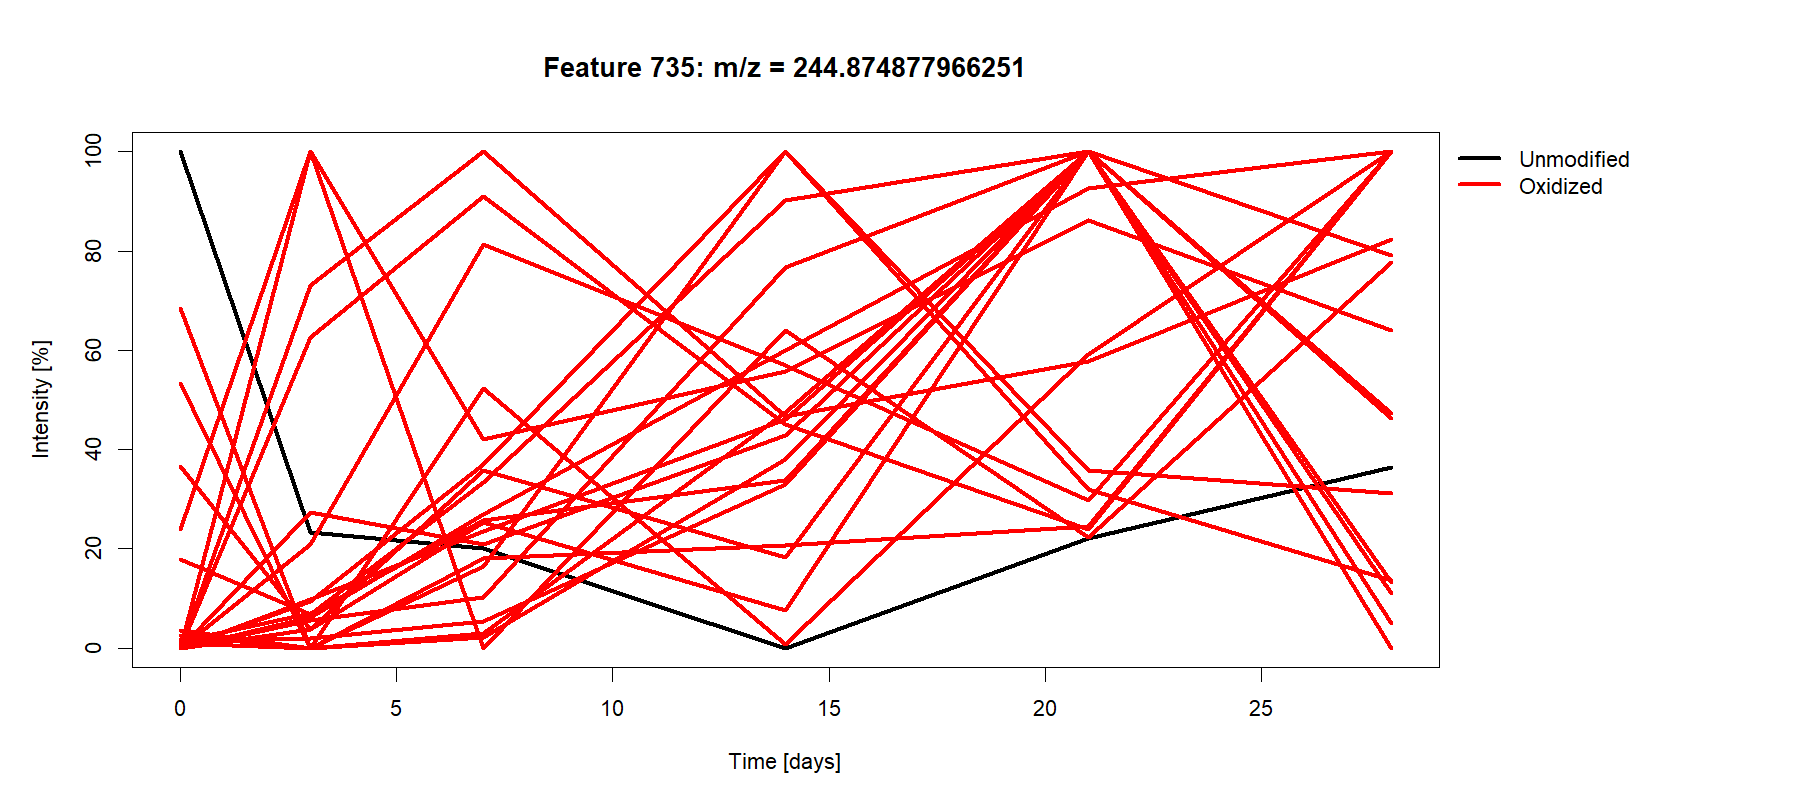 Feature 735: m/z = 244.874877966251
Unmodified
Oxidized
Intensity [%]
100
80
60
40
20
0
0 5 10 15 20 25
Time [days]